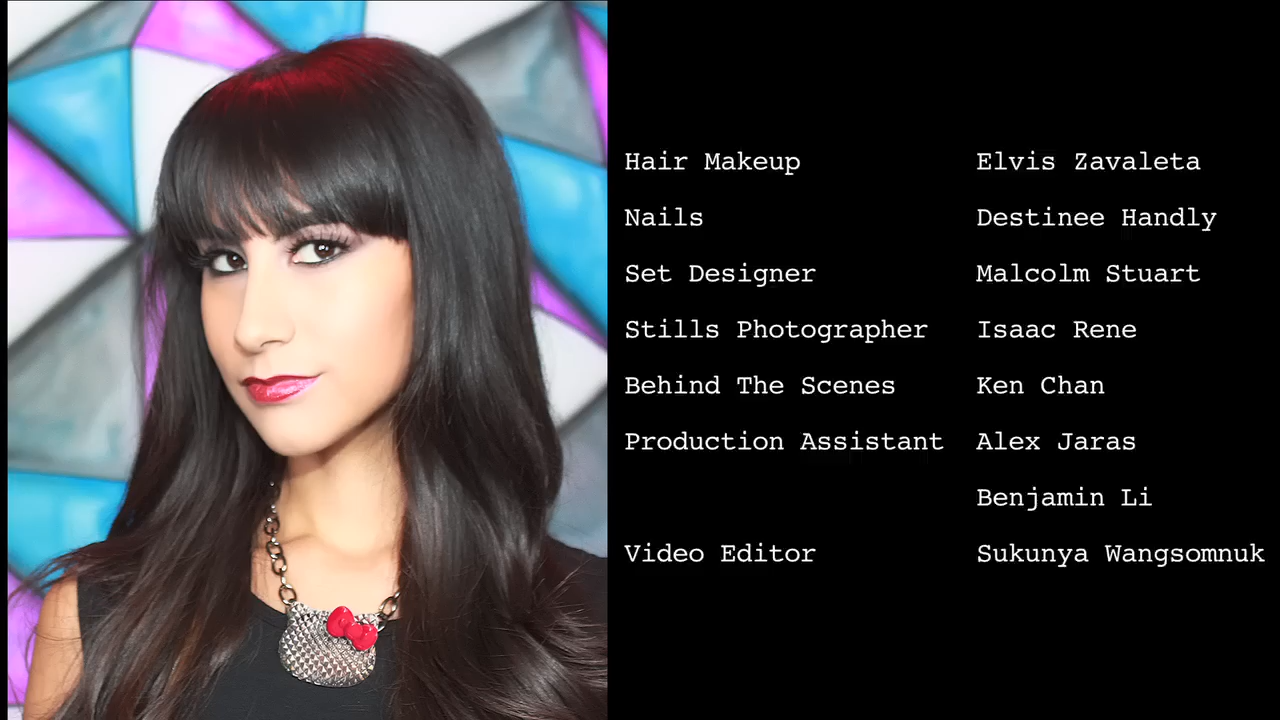 Hair Makeup Elvis Zavaleta
Nails Destinee Handly
Set Designer Malcolm Stuart
Stills Photographer Isaac Rene
Behind The Scenes Ken Chan
Production Assistant Alex Jaras
Benjamin Li
Video Editor Sukunya Wangsomnuk